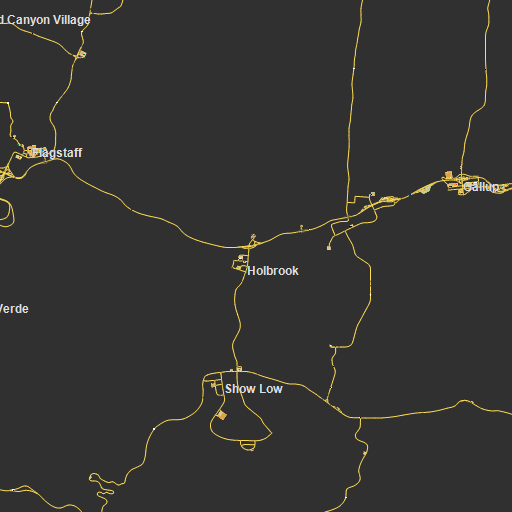 d Canyon Village
Flagstaff
Gallup
Holbrook
Verde
Show Low